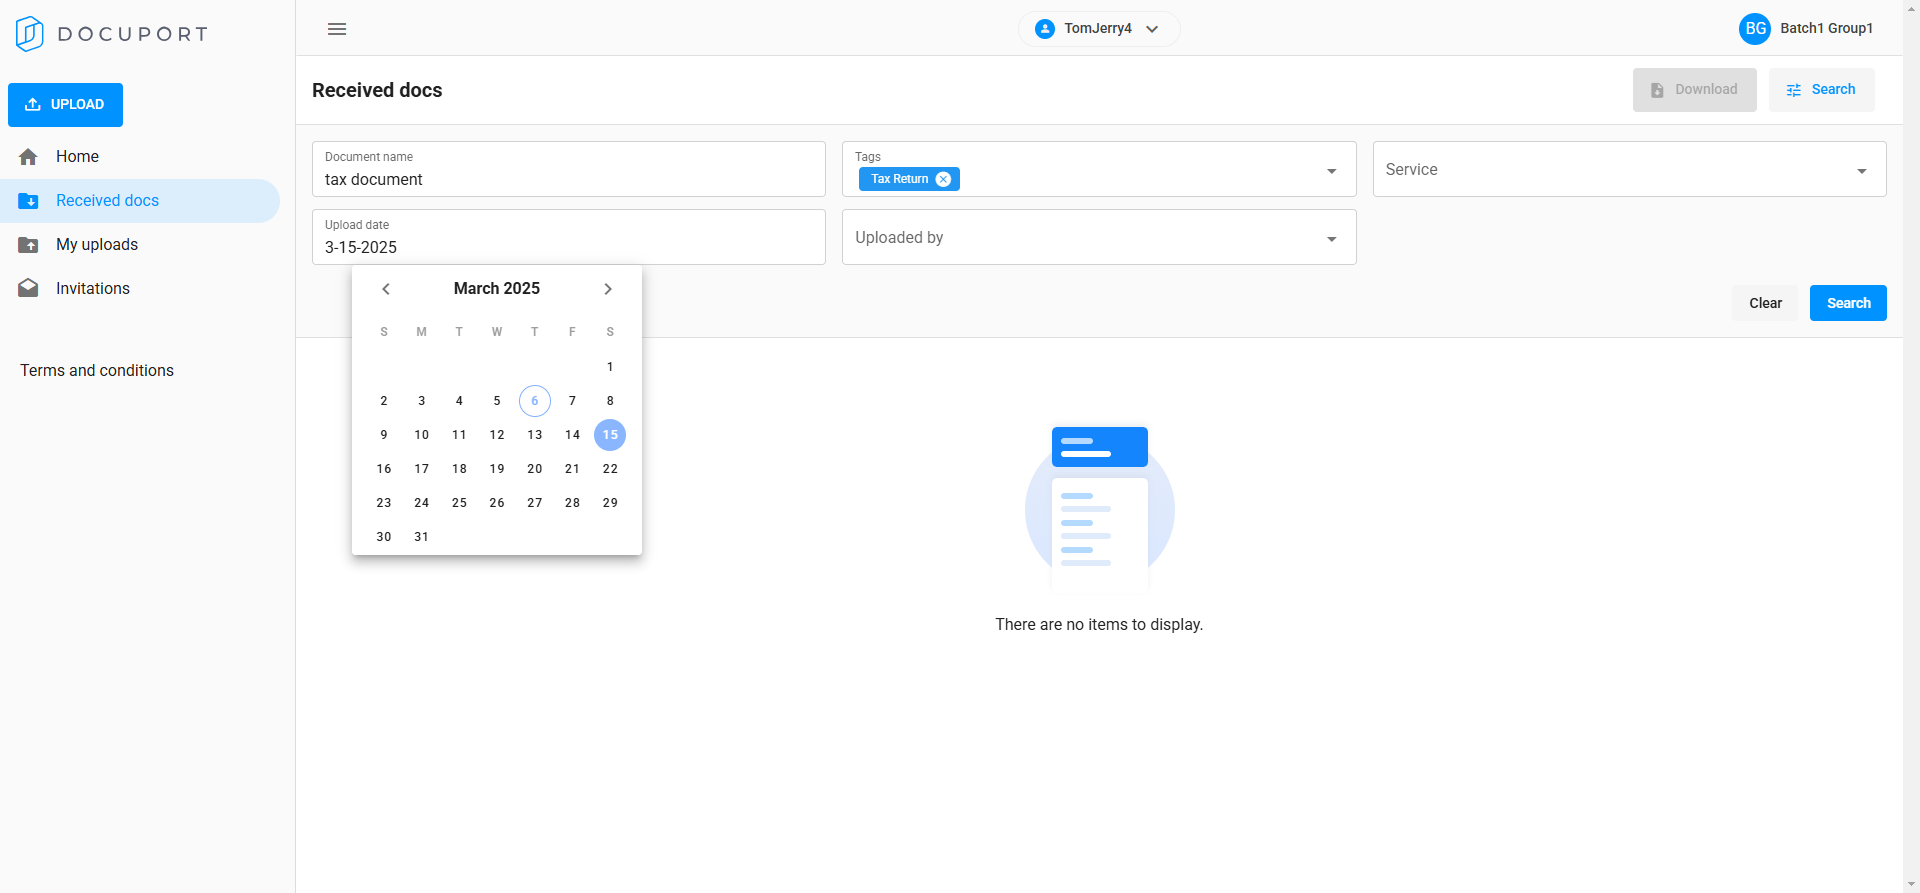 DOCUPORT
UPLOAD
Home
Received docs
My uploads
Invitations
Terms and conditions
TomJerry4
BG Batch1 Group1
Received docs
Download
Search
Document name
tax document
Tags
Tax Return
Service
Upload date
3-15-2025
Uploaded by
Clear
Search
March 2025
S M T W T F S
1
2 3 4 5 6 7 8
9 10 11 12 13 14 15
16 17 18 19 20 21 22
23 24 25 26 27 28 29
30 31
There are no items to display.